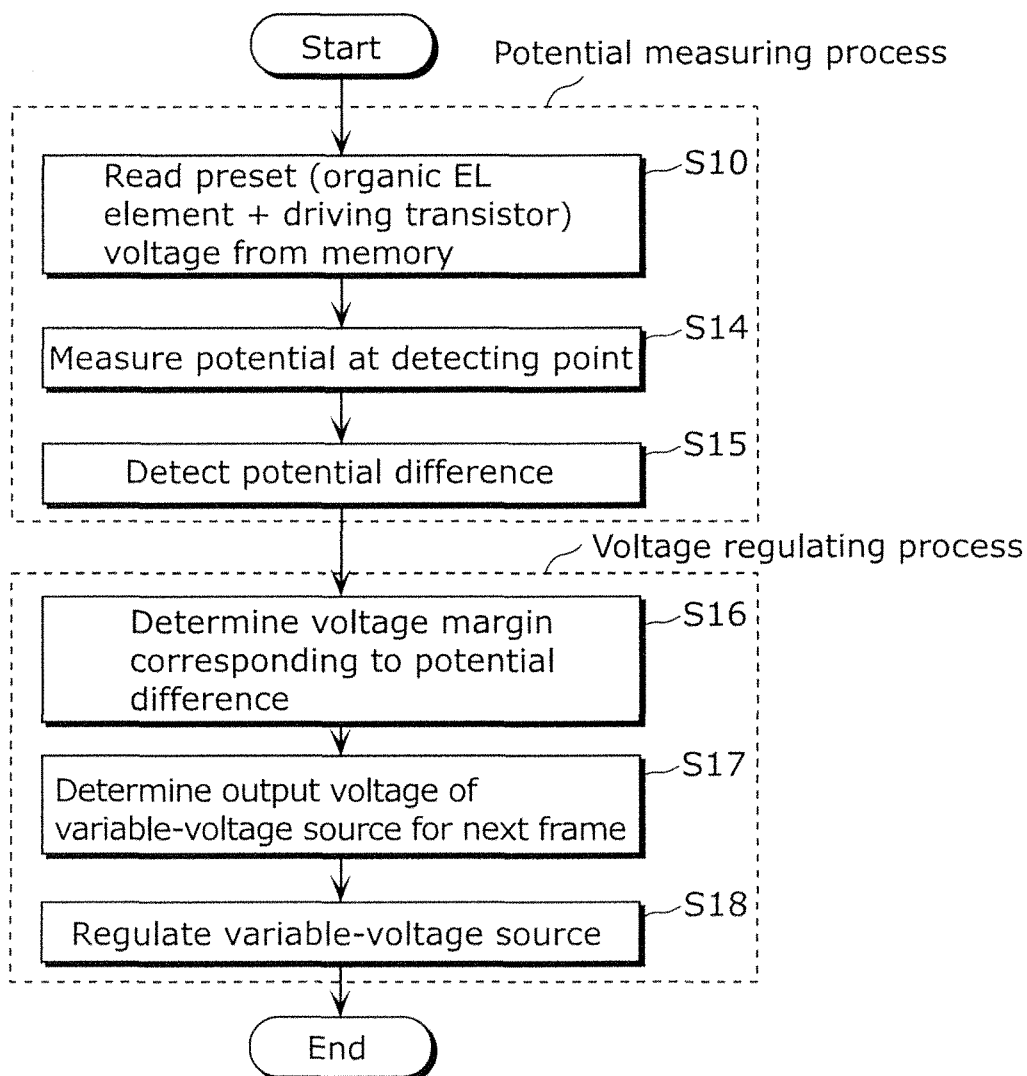 Start
Potential measuring process
Read preset (organic EL
element + driving transistor)
voltage from memory
S10
Measure potential at detecting point
S14
Detect potential difference
S15
Voltage regulating process
Determine voltage margin
corresponding to potential
difference
S16
Determine output voltage of
variable-voltage source for next frame
S17
Regulate variable-voltage source
S18
End